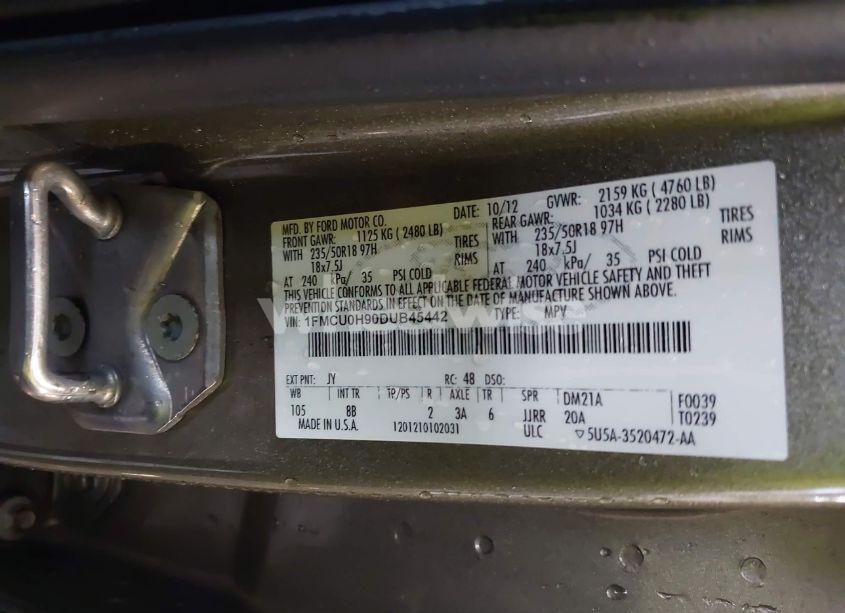 MFD. BY FORD MOTOR CO. DATE: 10/12 GVWR: 2159 KG ( 4760 LB)
FRONT GAWR: 1125 KG ( 2480 LB) REAR GAWR: 1034 KG ( 2280 LB)
WITH 235/50R18 97H TIRES WITH 235/50R18 97H TIRES
18x7.5J RIMS 18x7.5J RIMS
AT 240 kPa/ 35 PSI COLD AT 240 kPa/ 35 PSI COLD
THIS VEHICLE CONFORMS TO ALL APPLICABLE FEDERAL MOTOR VEHICLE SAFETY AND THEFT
PREVENTION STANDARDS IN EFFECT ON THE DATE OF MANUFACTURE SHOWN ABOVE.
VIN: 1FMCU0H90DUB45442 TYPE: MPV
EXT PNT: JY RC: 48 DSO:
WB INT TR TP/PS R AXLE TR SPR DM21A F0039
105 8B 2 3A 6 JJRR 20A T0239
MADE IN U.S.A. 1201210102031 ULC ▽5U5A-3520472-AA